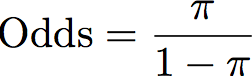 Odds = π / (1 − π)